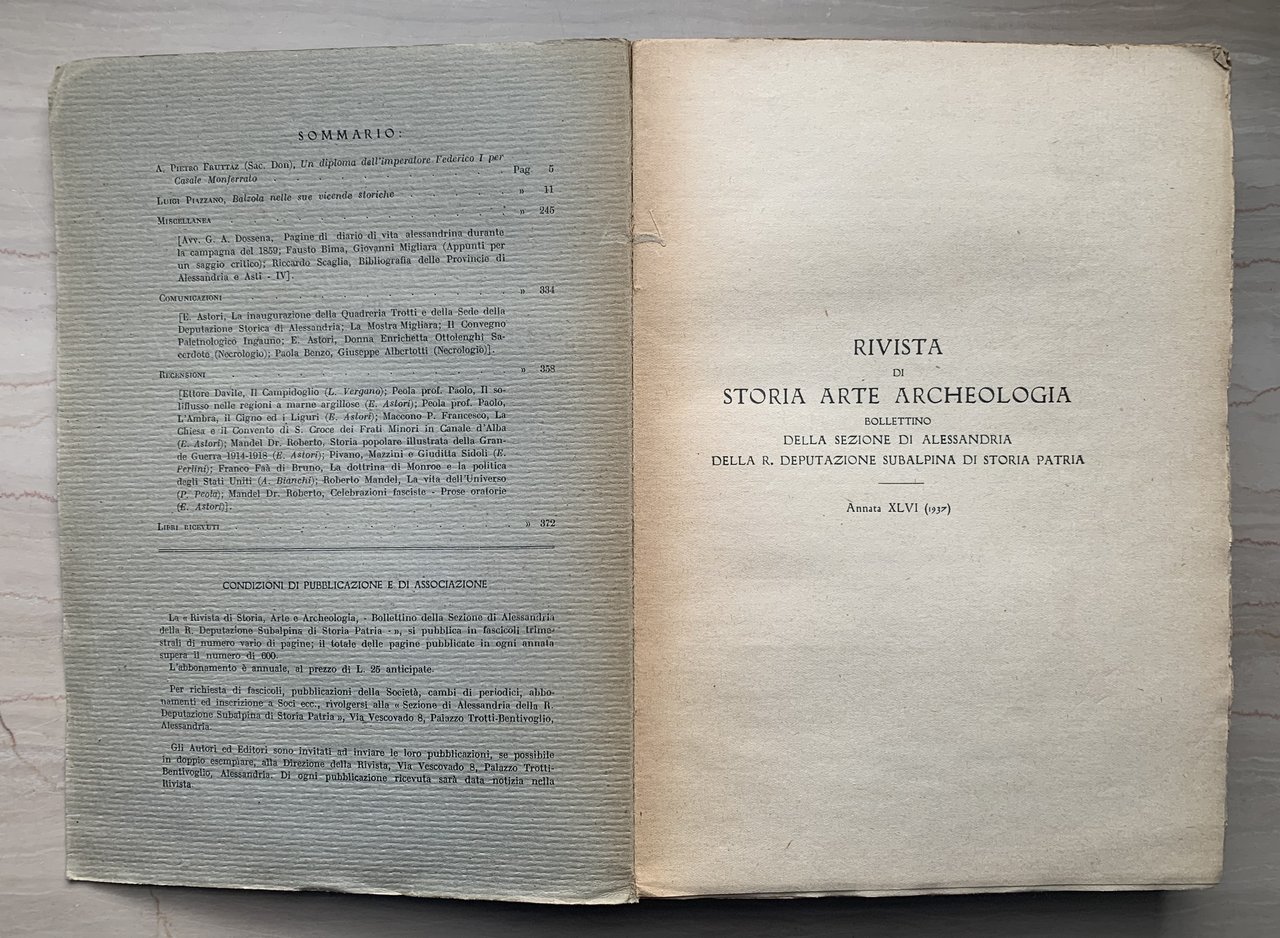 SOMMARIO:
A. Pietro Fruttaz (Sac. Don), Un diploma dell'imperatore Federico I per
Casale Monferrato . . . . . . . . . Pag. 5
Luigi Piazzano, Balzola nelle sue vicende storiche . . . . » 11
Miscellanea . . . . . . . . . . . » 245
[Avv. G. A. Dossena, Pagine di diario di vita alessandrina durante
la campagna del 1859; Fausto Bima, Giovanni Migliara (Appunti per
un saggio critico); Riccardo Scaglia, Bibliografia delle Provincie di
Alessandria e Asti - IV].
Comunicazioni . . . . . . . . . . . » 334
[E. Astori, La inaugurazione della Quadreria Trotti e della Sede della
Deputazione Storica di Alessandria; La Mostra Migliara; Il Convegno
Paletnologico Ingauno; E. Astori, Donna Enrichetta Ottolenghi Sa-
cerdote (Necrologio); Paola Benzo, Giuseppe Albertotti (Necrologio)].
Recensioni . . . . . . . . . . . » 358
[Ettore Davile, Il Campidoglio (L. Vergano); Peola prof. Paolo, Il so-
liflusso nelle regioni a marne argillose (E. Astori); Peola prof. Paolo,
L'Ambra, il Cigno ed i Liguri (E. Astori); Maccono P. Francesco, La
Chiesa e il Convento di S. Croce dei Frati Minori in Canale d'Alba
(E. Astori); Mandel Dr. Roberto, Storia popolare illustrata della Gran-
de Guerra 1914-1918 (E. Astori); Pivano, Mazzini e Giuditta Sidoli (E.
Ferlini); Franco Faà di Bruno, La dottrina di Monroe e la politica
degli Stati Uniti (A. Bianchi); Roberto Mandel, La vita dell'Universo
(P. Peola); Mandel Dr. Roberto, Celebrazioni fasciste - Prose oratorie
(E. Astori)].
Libri ricevuti . . . . . . . . . . . » 372
CONDIZIONI DI PUBBLICAZIONE E DI ASSOCIAZIONE
La « Rivista di Storia, Arte e Archeologia, - Bollettino della Sezione di Alessandria
della R. Deputazione Subalpina di Storia Patria - », si pubblica in fascicoli trime-
strali di numero vario di pagine; il totale delle pagine pubblicate in ogni annata
supera il numero di 600.
L'abbonamento è annuale, al prezzo di L. 25 anticipate.
Per richiesta di fascicoli, pubblicazioni della Società, cambi di periodici, abbo-
namenti ed inscrizione a Soci ecc., rivolgersi alla « Sezione di Alessandria della R.
Deputazione Subalpina di Storia Patria », Via Vescovado 8, Palazzo Trotti-Bentivoglio,
Alessandria.
Gli Autori ed Editori sono invitati ad inviare le loro pubblicazioni, se possibile
in doppio esemplare, alla Direzione della Rivista, Via Vescovado 8, Palazzo Trotti-
Bentivoglio, Alessandria. Di ogni pubblicazione ricevuta sarà data notizia nella
Rivista.
RIVISTA
DI
STORIA ARTE ARCHEOLOGIA
BOLLETTINO
DELLA SEZIONE DI ALESSANDRIA
DELLA R. DEPUTAZIONE SUBALPINA DI STORIA PATRIA
Annata XLVI (1937)